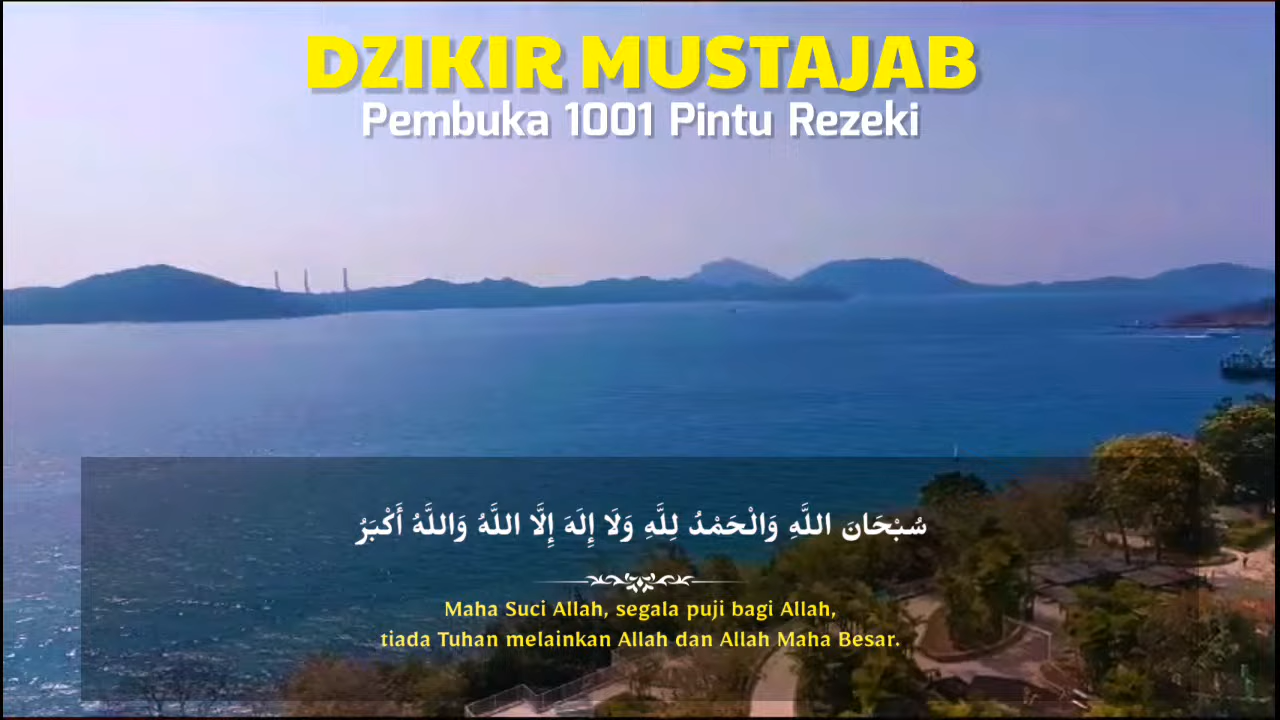 DZIKIR MUSTAJAB
Pembuka 1001 Pintu Rezeki
سُبْحَانَ اللَّهِ وَالْحَمْدُ لِلَّهِ وَلَا إِلَهَ إِلَّا اللَّهُ وَاللَّهُ أَكْبَرُ
Maha Suci Allah, segala puji bagi Allah,
tiada Tuhan melainkan Allah dan Allah Maha Besar.